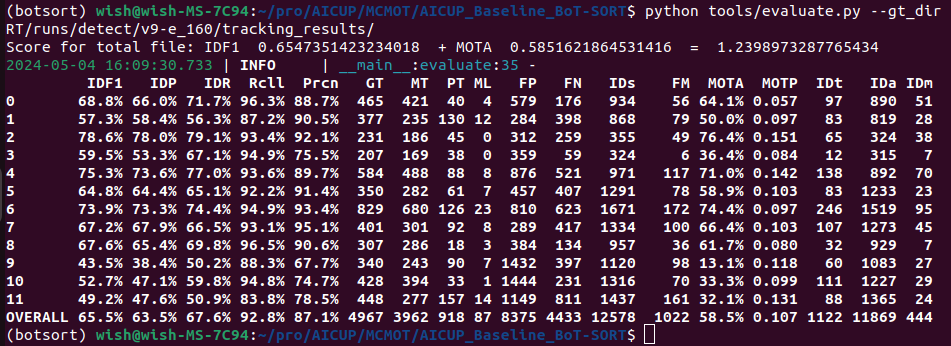 (botsort) wish@wish-MS-7C94:~/pro/AICUP/MCMOT/AICUP_Baseline_BoT-SORT$ python tools/evaluate.py --gt_dir
RT/runs/detect/v9-e_160/tracking_results/
Score for total file: IDF1  0.6547351423234018  + MOTA  0.5851621864531416  =  1.2398973287765434
2024-05-04 16:09:30.733 | INFO     | __main__:evaluate:35 -
IDF1 IDP IDR Rcll Prcn GT MT PT ML FP FN IDs FM MOTA MOTP IDt IDa IDm
0 68.8% 66.0% 71.7% 96.3% 88.7% 465 421 40 4 579 176 934 56 64.1% 0.057 97 890 51
1 57.3% 58.4% 56.3% 87.2% 90.5% 377 235 130 12 284 398 868 79 50.0% 0.097 83 819 28
2 78.6% 78.0% 79.1% 93.4% 92.1% 231 186 45 0 312 259 355 49 76.4% 0.151 65 324 38
3 59.5% 53.3% 67.1% 94.9% 75.5% 207 169 38 0 359 59 324 6 36.4% 0.084 12 315 7
4 75.3% 73.6% 77.0% 93.6% 89.7% 584 488 88 8 876 521 971 117 71.0% 0.142 138 892 70
5 64.8% 64.4% 65.1% 92.2% 91.4% 350 282 61 7 457 407 1291 78 58.9% 0.103 83 1233 23
6 73.9% 73.3% 74.4% 94.9% 93.4% 829 680 126 23 810 623 1671 172 74.4% 0.097 246 1519 95
7 67.2% 67.9% 66.5% 93.1% 95.1% 401 301 92 8 289 417 1334 100 66.4% 0.103 107 1273 45
8 67.6% 65.4% 69.8% 96.5% 90.6% 307 286 18 3 384 134 957 36 61.7% 0.080 32 929 7
9 43.5% 38.4% 50.2% 88.3% 67.7% 340 243 90 7 1432 397 1120 98 13.1% 0.118 60 1083 27
10 52.7% 47.1% 59.8% 94.8% 74.7% 428 394 33 1 1444 231 1316 70 33.3% 0.099 111 1227 29
11 49.2% 47.6% 50.9% 83.8% 78.5% 448 277 157 14 1149 811 1437 161 32.1% 0.131 88 1365 24
OVERALL 65.5% 63.5% 67.6% 92.8% 87.1% 4967 3962 918 87 8375 4433 12578 1022 58.5% 0.107 1122 11869 444
(botsort) wish@wish-MS-7C94:~/pro/AICUP/MCMOT/AICUP_Baseline_BoT-SORT$